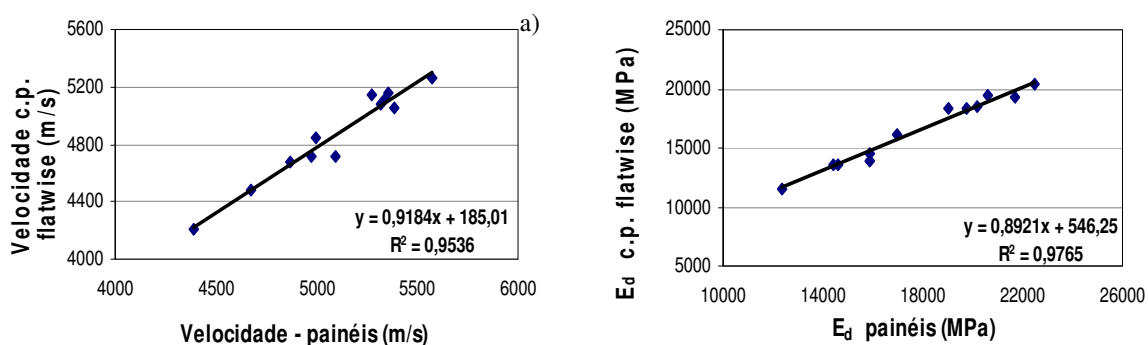 a)
Velocidade c.p.
flatwise (m/s)
5600
5200
4800
4400
4000
y = 0,9184x + 185,01
R² = 0,9536
4000 4500 5000 5500 6000
Velocidade - painéis (m/s)
E_d c.p. flatwise (MPa)
25000
20000
15000
10000
5000
y = 0,8921x + 546,25
R² = 0,9765
10000 14000 18000 22000 26000
E_d painéis (MPa)